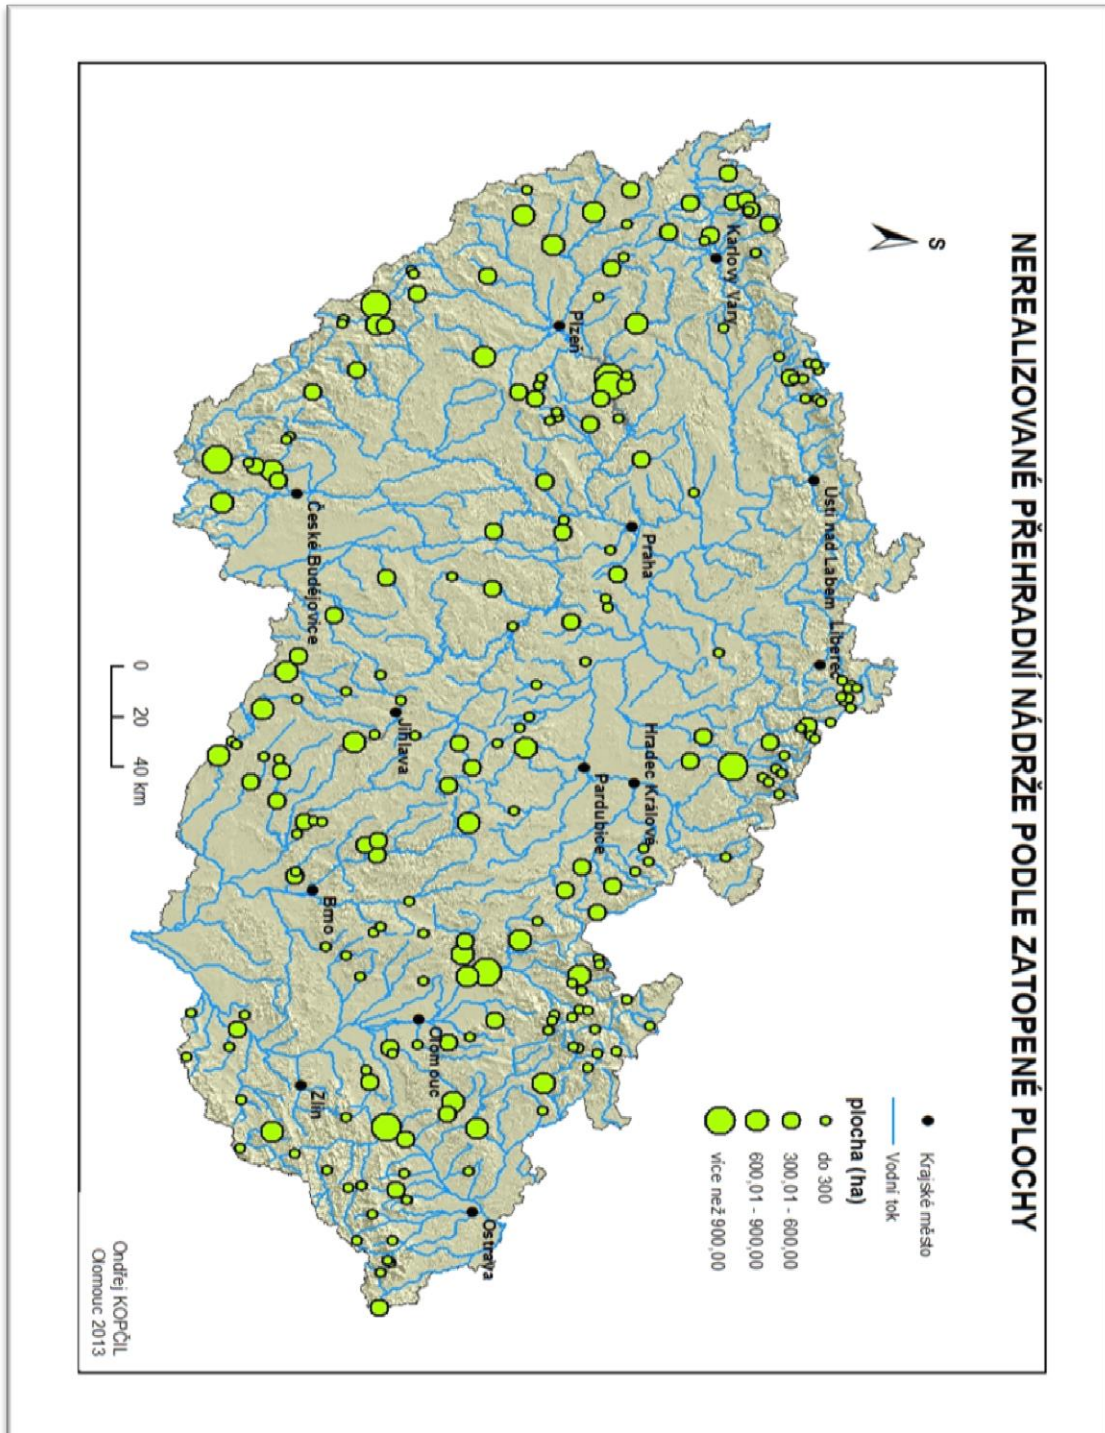 NEREALIZOVANÉ PŘEHRADNÍ NÁDRŽE PODLE ZATOPENÉ PLOCHY
S
Karlovy Vary
Ústí nad Labem
Liberec
Plzeň
Praha
Hradec Králové
Pardubice
České Budějovice
Jihlava
Brno
Olomouc
Zlín
Ostrava
Krajské město
Vodní tok
plocha (ha)
do 300
300,01 - 600,00
600,01 - 900,00
více než 900,00
0 20 40 km
Ondřej KOPČIL
Olomouc 2013